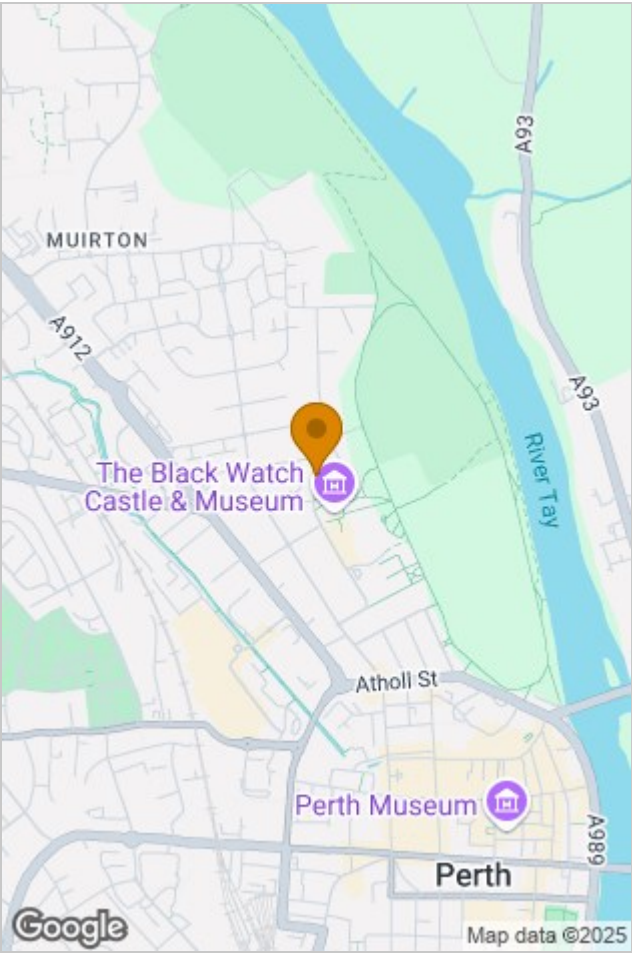 A93
MUIRTON
A912
A93
River Tay
The Black Watch
Castle & Museum
Atholl St
Perth Museum
A989
Perth
Google
Map data ©2025